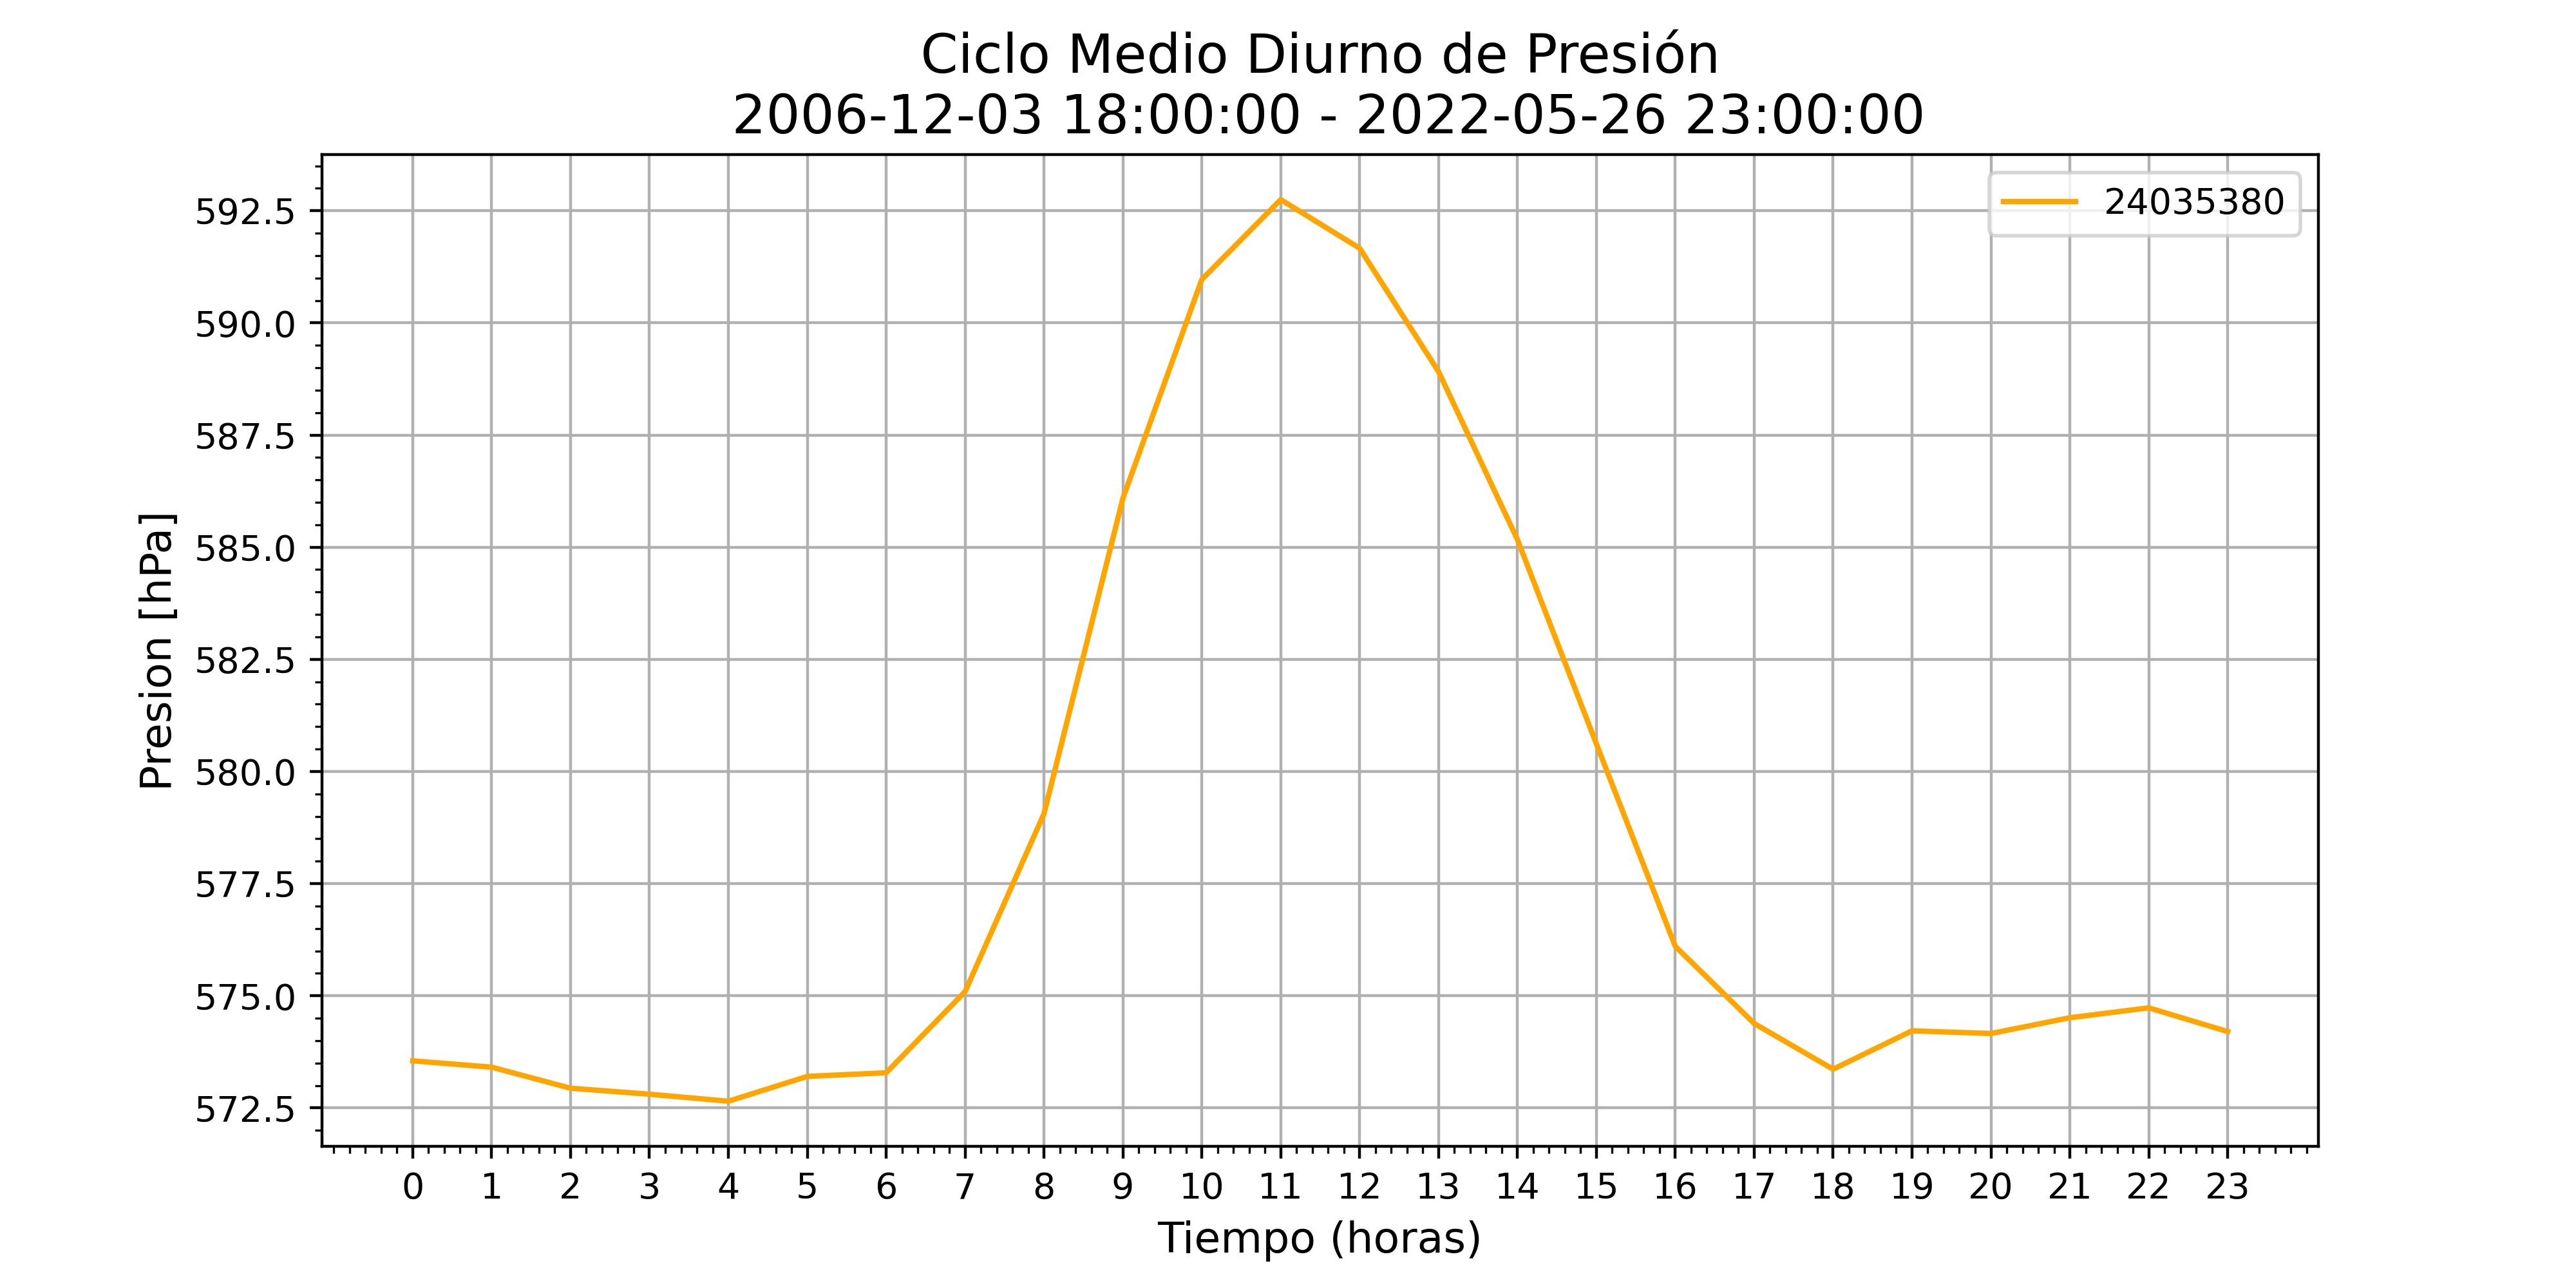 Ciclo Medio Diurno de Presión
2006-12-03 18:00:00 - 2022-05-26 23:00:00
24035380
Presion [hPa]
592.5
590.0
587.5
585.0
582.5
580.0
577.5
575.0
572.5
0 1 2 3 4 5 6 7 8 9 10 11 12 13 14 15 16 17 18 19 20 21 22 23
Tiempo (horas)